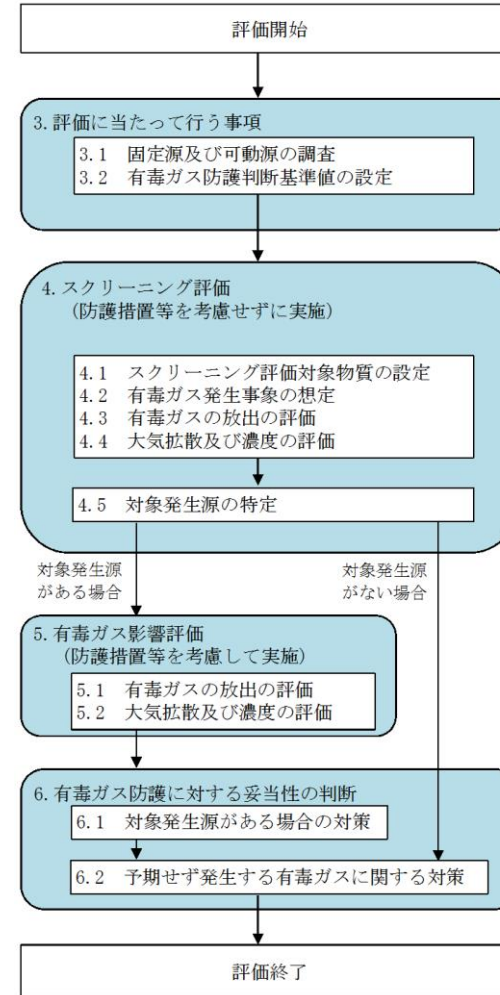 評価開始
3.評価に当たって行う事項
3.1 固定源及び可動源の調査
3.2 有毒ガス防護判断基準値の設定
4.スクリーニング評価
(防護措置等を考慮せずに実施)
4.1 スクリーニング評価対象物質の設定
4.2 有毒ガス発生事象の想定
4.3 有毒ガスの放出の評価
4.4 大気拡散及び濃度の評価
4.5 対象発生源の特定
対象発生源
がある場合
対象発生源
がない場合
5.有毒ガス影響評価
(防護措置等を考慮して実施)
5.1 有毒ガスの放出の評価
5.2 大気拡散及び濃度の評価
6.有毒ガス防護に対する妥当性の判断
6.1 対象発生源がある場合の対策
6.2 予期せず発生する有毒ガスに関する対策
評価終了